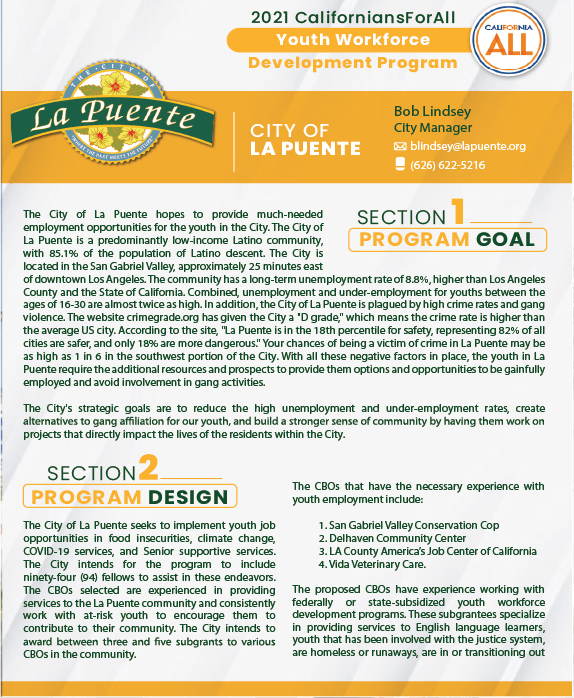 2021 CaliforniansForAll
Youth Workforce
Development Program
CALIFORNIA
ALL
THE CITY OF
La Puente
WHERE THE PAST MEETS THE FUTURE
CITY OF
LA PUENTE
Bob Lindsey
City Manager
blindsey@lapuente.org
(626) 622-5216
SECTION 1
PROGRAM GOAL
The City of La Puente hopes to provide much-needed
employment opportunities for the youth in the City. The City of
La Puente is a predominantly low-income Latino community,
with 85.1% of the population of Latino descent. The City is
located in the San Gabriel Valley, approximately 25 minutes east
of downtown Los Angeles. The community has a long-term unemployment rate of 8.8%, higher than Los Angeles
County and the State of California. Combined, unemployment and under-employment for youths between the
ages of 16-30 are almost twice as high. In addition, the City of La Puente is plagued by high crime rates and gang
violence. The website crimegrade.org has given the City a "D grade," which means the crime rate is higher than
the average US city. According to the site, "La Puente is in the 18th percentile for safety, representing 82% of all
cities are safer, and only 18% are more dangerous." Your chances of being a victim of crime in La Puente may be
as high as 1 in 6 in the southwest portion of the City. With all these negative factors in place, the youth in La
Puente require the additional resources and prospects to provide them options and opportunities to be gainfully
employed and avoid involvement in gang activities.
The City's strategic goals are to reduce the high unemployment and under-employment rates, create
alternatives to gang affiliation for our youth, and build a stronger sense of community by having them work on
projects that directly impact the lives of the residents within the City.
SECTION 2
PROGRAM DESIGN
The City of La Puente seeks to implement youth job
opportunities in food insecurities, climate change,
COVID-19 services, and Senior supportive services.
The City intends for the program to include
ninety-four (94) fellows to assist in these endeavors.
The CBOs selected are experienced in providing
services to the La Puente community and consistently
work with at-risk youth to encourage them to
contribute to their community. The City intends to
award between three and five subgrants to various
CBOs in the community.
The CBOs that have the necessary experience with
youth employment include:
1. San Gabriel Valley Conservation Cop
2. Delhaven Community Center
3. LA County America's Job Center of California
4. Vida Veterinary Care.
The proposed CBOs have experience working with
federally or state-subsidized youth workforce
development programs. These subgrantees specialize
in providing services to English language learners,
youth that has been involved with the justice system,
are homeless or runaways, are in or transitioning out